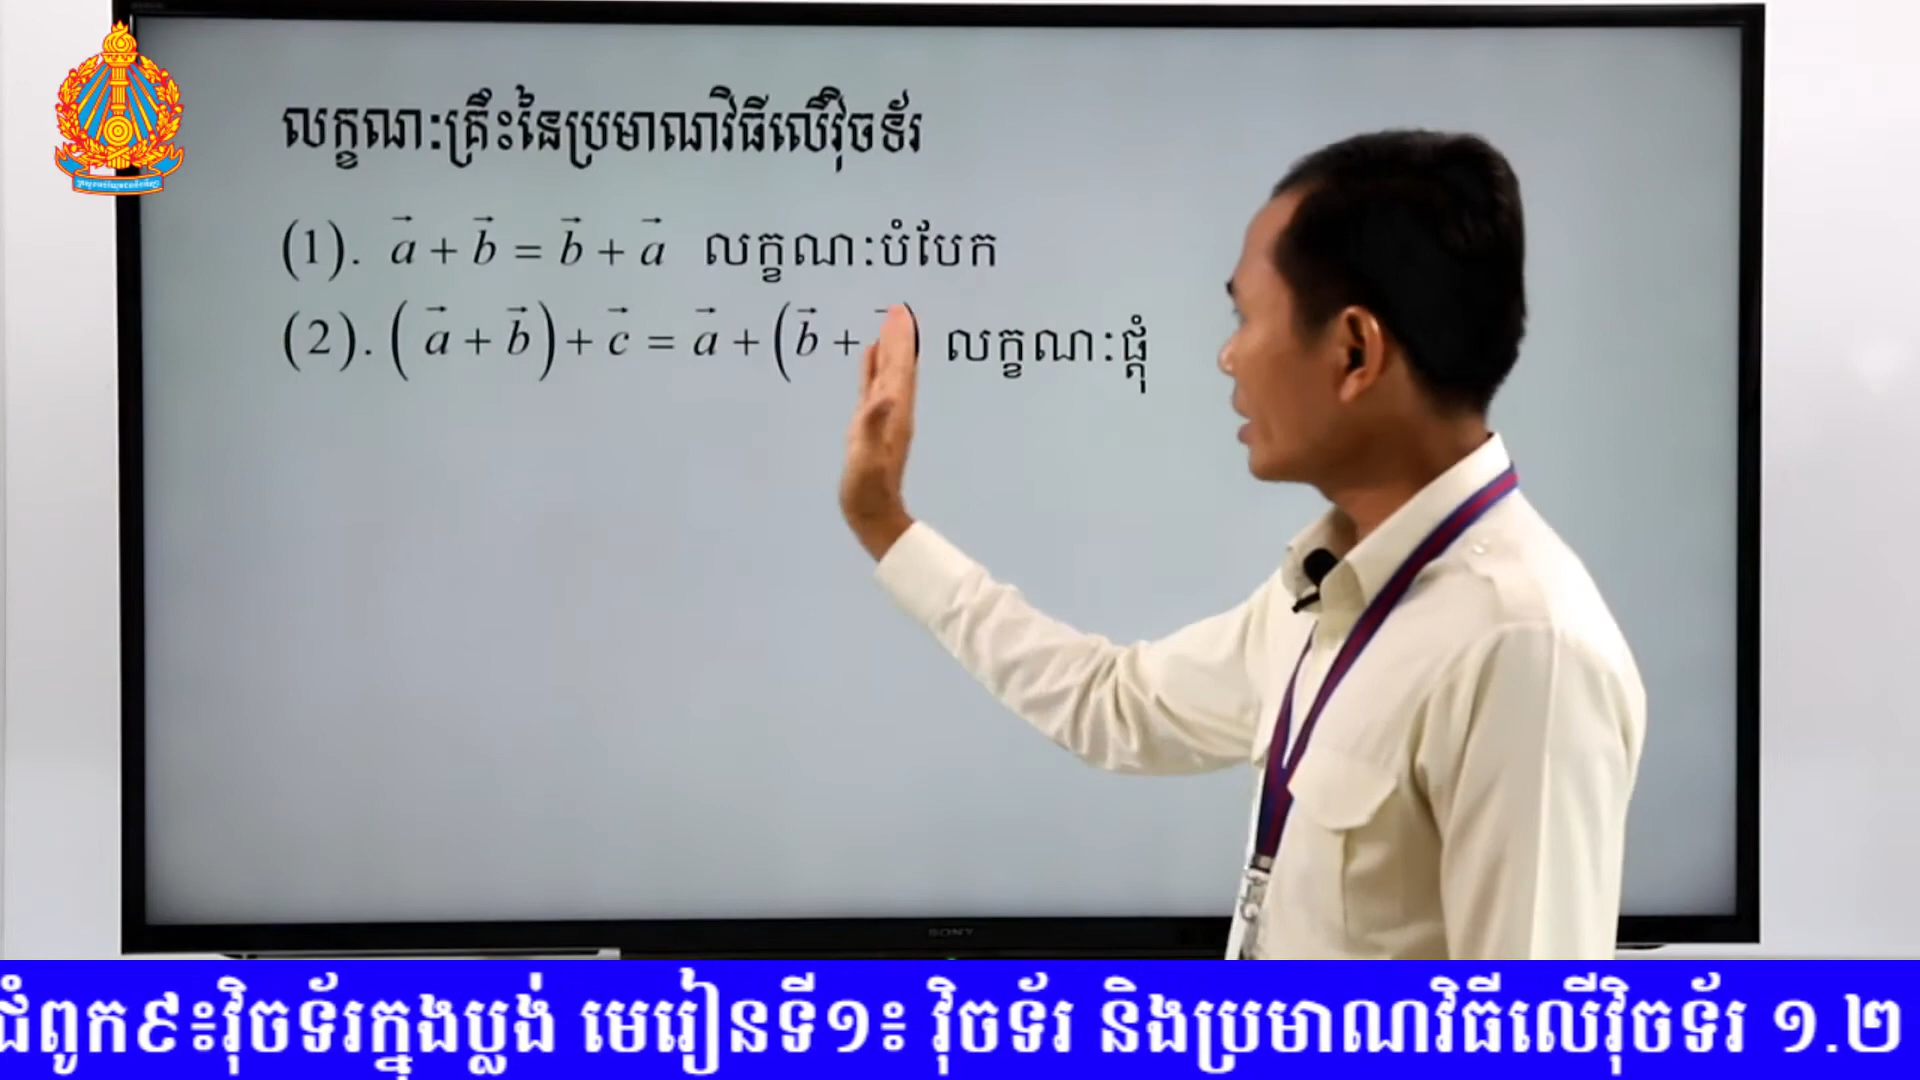 លក្ខណៈគ្រឹះនៃប្រមាណវិធីលើវ៉ិចទ័រ
(1). a⃗ + b⃗ = b⃗ + a⃗ លក្ខណៈបំបែក
(2). ( a⃗ + b⃗ ) + c⃗ = a⃗ + ( b⃗ + ) លក្ខណៈផ្តុំ
SONY
ជំពូក៩៖វ៉ិចទ័រក្នុងប្លង់ មេរៀនទី១៖ វ៉ិចទ័រ និងប្រមាណវិធីលើវ៉ិចទ័រ ១.២